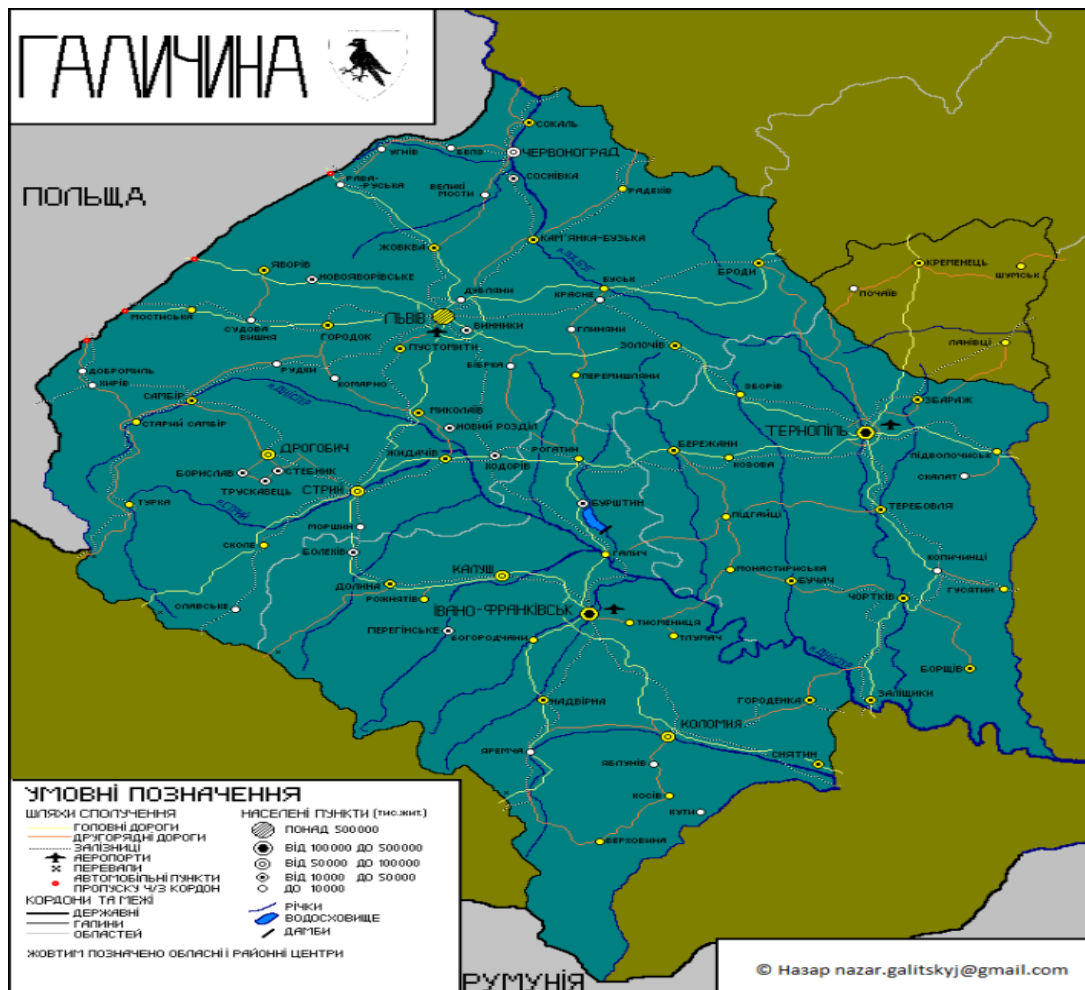 ГАЛИЧИНА
ПОЛЬЩА
СОКАЛЬ
УГНІВ
БЕЛЗ
ЧЕРВОНОГРАД
РАВА-
-РУСЬКА
ВЕЛИКІ
МОСТИ
СОСНІВКА
РАДЕХІВ
ЖОВКВА
КАМ'ЯНКА-БУЗЬКА
ЯВОРІВ
НОВОЯВОРІВСЬКЕ
БУСЬК
БРОДИ
КРЕМЕНЕЦЬ
ШУМСЬК
ПОЧАЇВ
ДУБЛЯНИ
КРАСНЕ
МОСТИСЬКА
СУДОВА
ВИШНЯ
ГОРОДОК
ЛЬВІВ
ВИННИКИ
ГЛИНЯНИ
ПУСТОМИТИ
ЗОЛОЧІВ
ЛАНІВЦІ
ДОБРОМИЛЬ
ХИРІВ
РУДКИ
КОМАРНО
БІБРКА
ПЕРЕМИШЛЯНИ
ЗБОРІВ
ЗБАРАЖ
САМБІР
р.ДНІСТЕР
СТАРИЙ САМБІР
МИКОЛАЇВ
НОВИЙ РОЗДІЛ
ТЕРНОПІЛЬ
ДРОГОБИЧ
ЖИДАЧІВ
ХОДОРІВ
РОГАТИН
БЕРЕЖАНИ
КОЗОВА
ПІДВОЛОЧИСЬК
БОРИСЛАВ
СТЕБНИК
ТРУСКАВЕЦЬ
СТРИЙ
СКАЛАТ
ТУРКА
р.СТРИЙ
БУРШТИН
ПІДГАЙЦІ
ТЕРЕБОВЛЯ
МОРШИН
СКОЛЕ
БОЛЕХІВ
ГАЛИЧ
КОПИЧИНЦІ
КАЛУШ
МОНАСТИРИСЬКА
БУЧАЧ
ГУСЯТИН
ДОЛИНА
РОЖНЯТІВ
СЛАВСЬКЕ
ІВАНО-ФРАНКІВСЬК
ЧОРТКІВ
ПЕРЕГІНСЬКЕ
БОГОРОДЧАНИ
ТИСМЕНИЦЯ
ТЛУМАЧ
БОРЩІВ
НАДВІРНА
ГОРОДЕНКА
ЗАЛІЩИКИ
КОЛОМИЯ
ЯРЕМЧА
ЯБЛУНІВ
СНЯТИН
КОСІВ
КУТИ
ВЕРХОВИНА
УМОВНІ ПОЗНАЧЕННЯ
ШЛЯХИ СПОЛУЧЕННЯ
ГОЛОВНІ ДОРОГИ
ДРУГОРЯДНІ ДОРОГИ
ЗАЛІЗНИЦІ
АЕРОПОРТИ
ПЕРЕВАЛИ
АВТОМОБІЛЬНІ ПУНКТИ
ПРОПУСКУ Ч/З КОРДОН
КОРДОНИ ТА МЕЖІ
ДЕРЖАВНІ
ГАЛИЧИНИ
ОБЛАСТЕЙ
НАСЕЛЕНІ ПУНКТИ (тис.жит.)
ПОНАД 500000
ВІД 100000 ДО 500000
ВІД 50000 ДО 100000
ВІД 10000 ДО 50000
ДО 10000
РІЧКИ
ВОДОСХОВИЩЕ
ДАМБИ
ЖОВТИМ ПОЗНАЧЕНО ОБЛАСНІ І РАЙОННІ ЦЕНТРИ
РУМУНІЯ
© Назар nazar.galitskyj@gmail.com